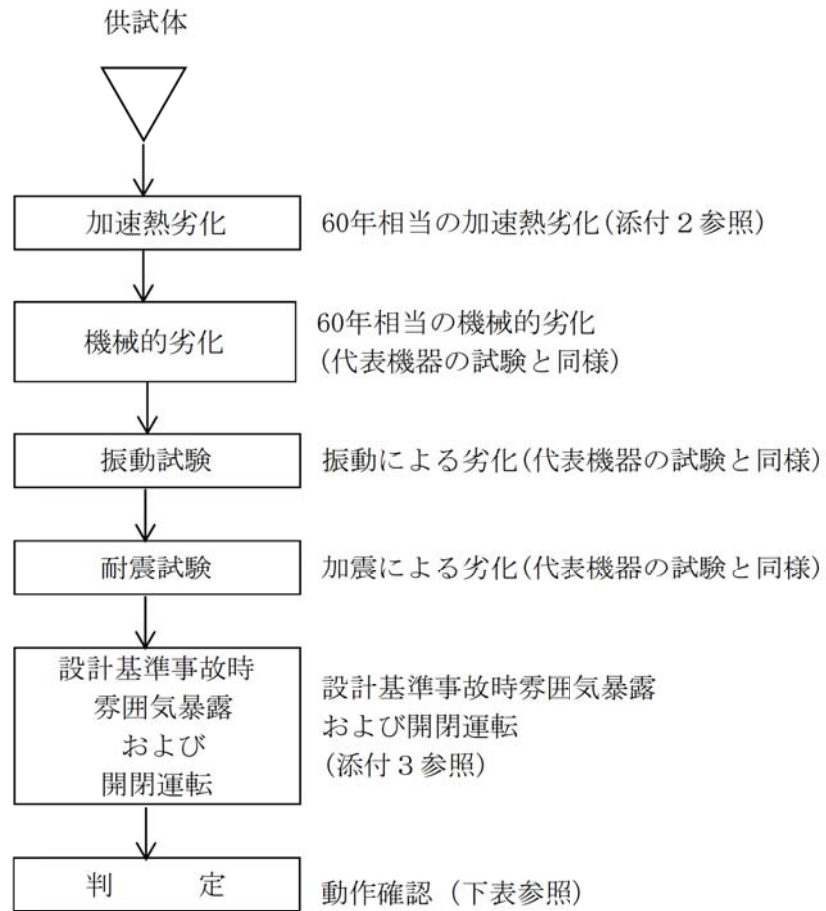 供試体
加速熱劣化
60年相当の加速熱劣化(添付２参照)
機械的劣化
60年相当の機械的劣化
(代表機器の試験と同様)
振動試験
振動による劣化(代表機器の試験と同様)
耐震試験
加震による劣化(代表機器の試験と同様)
設計基準事故時
雰囲気暴露
および
開閉運転
設計基準事故時雰囲気暴露
および開閉運転
(添付３参照)
判　　　定
動作確認（下表参照）